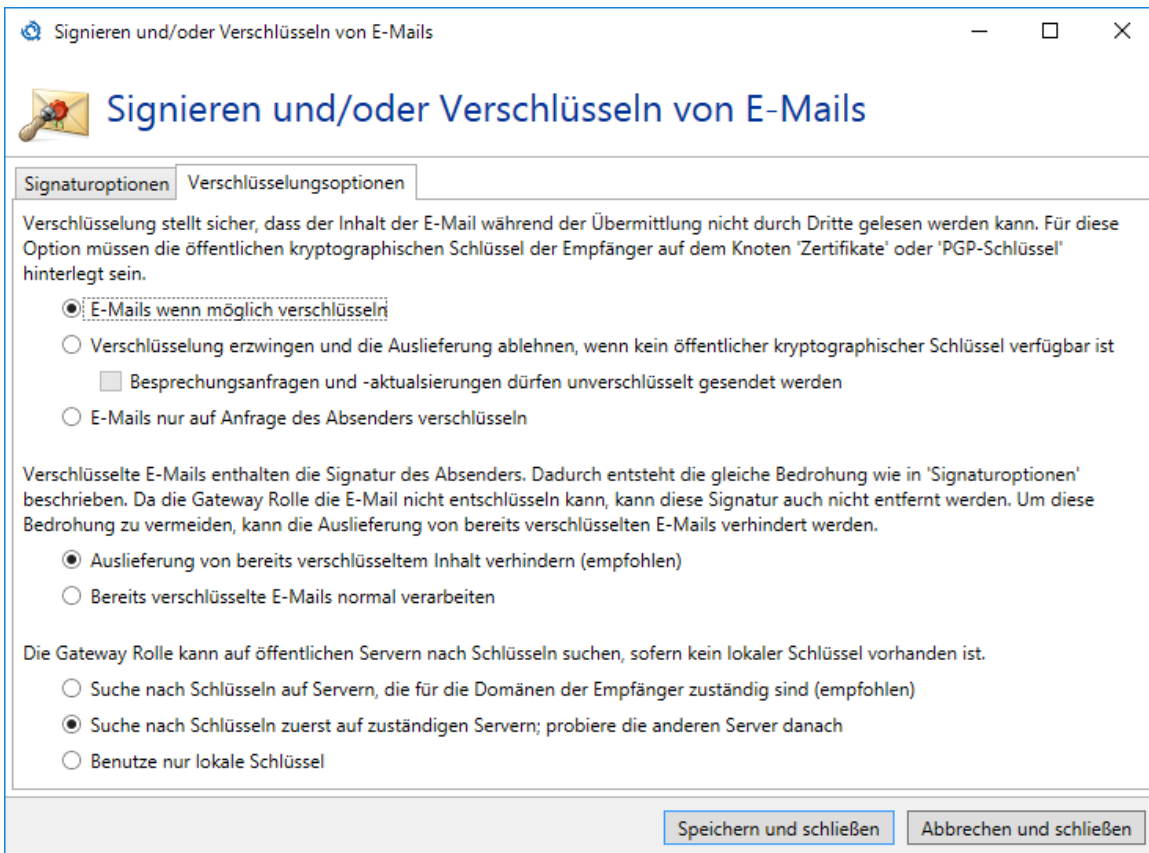 Signieren und/oder Verschlüsseln von E-Mails
Signieren und/oder Verschlüsseln von E-Mails
Signaturoptionen Verschlüsselungsoptionen
Verschlüsselung stellt sicher, dass der Inhalt der E-Mail während der Übermittlung nicht durch Dritte gelesen werden kann. Für diese
Option müssen die öffentlichen kryptographischen Schlüssel der Empfänger auf dem Knoten 'Zertifikate' oder 'PGP-Schlüssel'
hinterlegt sein.
E-Mails wenn möglich verschlüsseln
Verschlüsselung erzwingen und die Auslieferung ablehnen, wenn kein öffentlicher kryptographischer Schlüssel verfügbar ist
Besprechungsanfragen und -aktualsierungen dürfen unverschlüsselt gesendet werden
E-Mails nur auf Anfrage des Absenders verschlüsseln
Verschlüsselte E-Mails enthalten die Signatur des Absenders. Dadurch entsteht die gleiche Bedrohung wie in 'Signaturoptionen'
beschrieben. Da die Gateway Rolle die E-Mail nicht entschlüsseln kann, kann diese Signatur auch nicht entfernt werden. Um diese
Bedrohung zu vermeiden, kann die Auslieferung von bereits verschlüsselten E-Mails verhindert werden.
Auslieferung von bereits verschlüsseltem Inhalt verhindern (empfohlen)
Bereits verschlüsselte E-Mails normal verarbeiten
Die Gateway Rolle kann auf öffentlichen Servern nach Schlüsseln suchen, sofern kein lokaler Schlüssel vorhanden ist.
Suche nach Schlüsseln auf Servern, die für die Domänen der Empfänger zuständig sind (empfohlen)
Suche nach Schlüsseln zuerst auf zuständigen Servern; probiere die anderen Server danach
Benutze nur lokale Schlüssel
Speichern und schließen Abbrechen und schließen